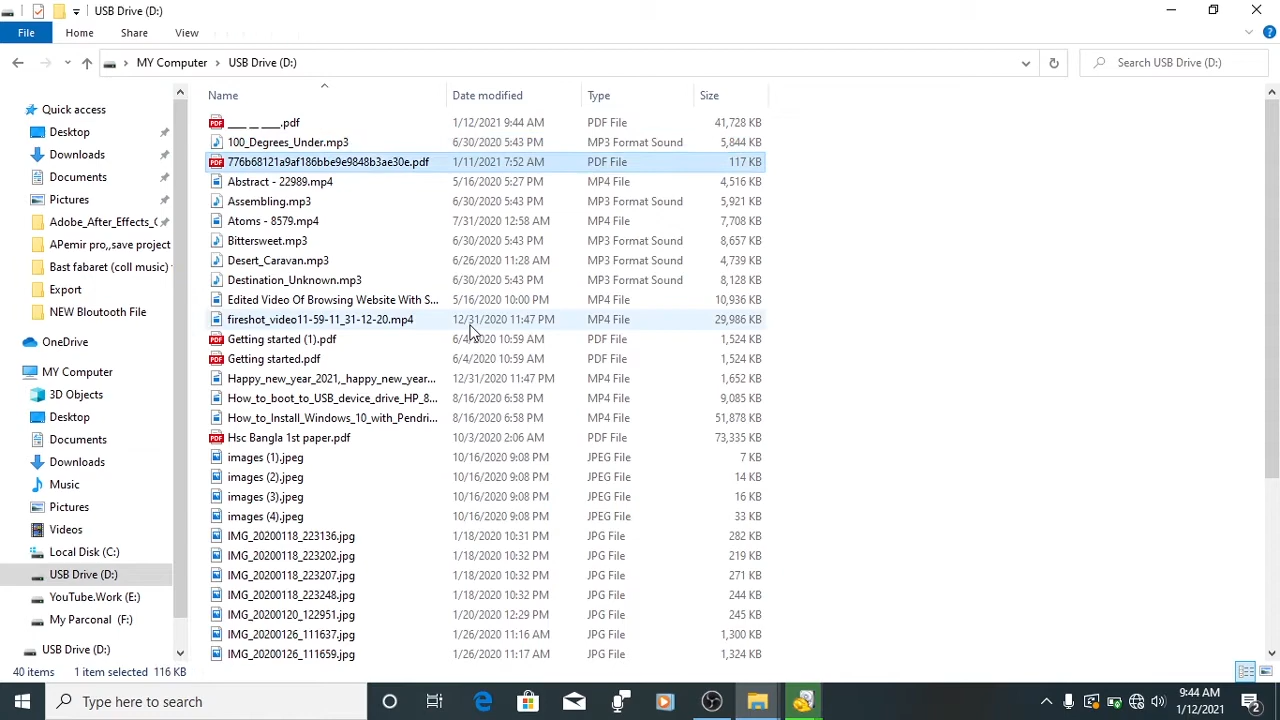 USB Drive (D:)
File Home Share View
MY Computer USB Drive (D:) Search USB Drive (D:)
Name Date modified Type Size
Quick access
Desktop
Downloads
Documents
Pictures
Adobe_After_Effects_C
APemir pro,,save project
Bast fabaret (coll music)
Export
NEW Bloutooth File
OneDrive
MY Computer
3D Objects
Desktop
Documents
Downloads
Music
Pictures
Videos
Local Disk (C:)
USB Drive (D:)
YouTube.Work (E:)
My Parconal (F:)
USB Drive (D:)
____ __ ____.pdf 1/12/2021 9:44 AM PDF File 41,728 KB
100_Degrees_Under.mp3 6/30/2020 5:43 PM MP3 Format Sound 5,844 KB
776b68121a9af186bbe9e9848b3ae30e.pdf 1/11/2021 7:52 AM PDF File 117 KB
Abstract - 22989.mp4 5/16/2020 5:27 PM MP4 File 4,516 KB
Assembling.mp3 6/30/2020 5:43 PM MP3 Format Sound 5,921 KB
Atoms - 8579.mp4 7/31/2020 12:58 AM MP4 File 7,708 KB
Bittersweet.mp3 6/30/2020 5:43 PM MP3 Format Sound 8,657 KB
Desert_Caravan.mp3 6/26/2020 11:28 AM MP3 Format Sound 4,739 KB
Destination_Unknown.mp3 6/30/2020 5:43 PM MP3 Format Sound 8,128 KB
Edited Video Of Browsing Website With S... 5/16/2020 10:00 PM MP4 File 10,936 KB
fireshot_video11-59-11_31-12-20.mp4 12/31/2020 11:47 PM MP4 File 29,986 KB
Getting started (1).pdf 6/4/2020 10:59 AM PDF File 1,524 KB
Getting started.pdf 6/4/2020 10:59 AM PDF File 1,524 KB
Happy_new_year_2021,_happy_new_year... 12/31/2020 11:47 PM MP4 File 1,652 KB
How_to_boot_to_USB_device_drive_HP_8... 8/16/2020 6:58 PM MP4 File 9,085 KB
How_to_Install_Windows_10_with_Pendri... 8/16/2020 6:58 PM MP4 File 51,878 KB
Hsc Bangla 1st paper.pdf 10/3/2020 2:06 AM PDF File 73,335 KB
images (1).jpeg 10/16/2020 9:08 PM JPEG File 7 KB
images (2).jpeg 10/16/2020 9:08 PM JPEG File 14 KB
images (3).jpeg 10/16/2020 9:08 PM JPEG File 16 KB
images (4).jpeg 10/16/2020 9:08 PM JPEG File 33 KB
IMG_20200118_223136.jpg 1/18/2020 10:31 PM JPG File 282 KB
IMG_20200118_223202.jpg 1/18/2020 10:32 PM JPG File 219 KB
IMG_20200118_223207.jpg 1/18/2020 10:32 PM JPG File 271 KB
IMG_20200118_223248.jpg 1/18/2020 10:32 PM JPG File 244 KB
IMG_20200120_122951.jpg 1/20/2020 12:29 PM JPG File 245 KB
IMG_20200126_111637.jpg 1/26/2020 11:16 AM JPG File 1,300 KB
IMG_20200126_111659.jpg 1/26/2020 11:17 AM JPG File 1,324 KB
40 items 1 item selected 116 KB
Type here to search
9:44 AM
1/12/2021
2